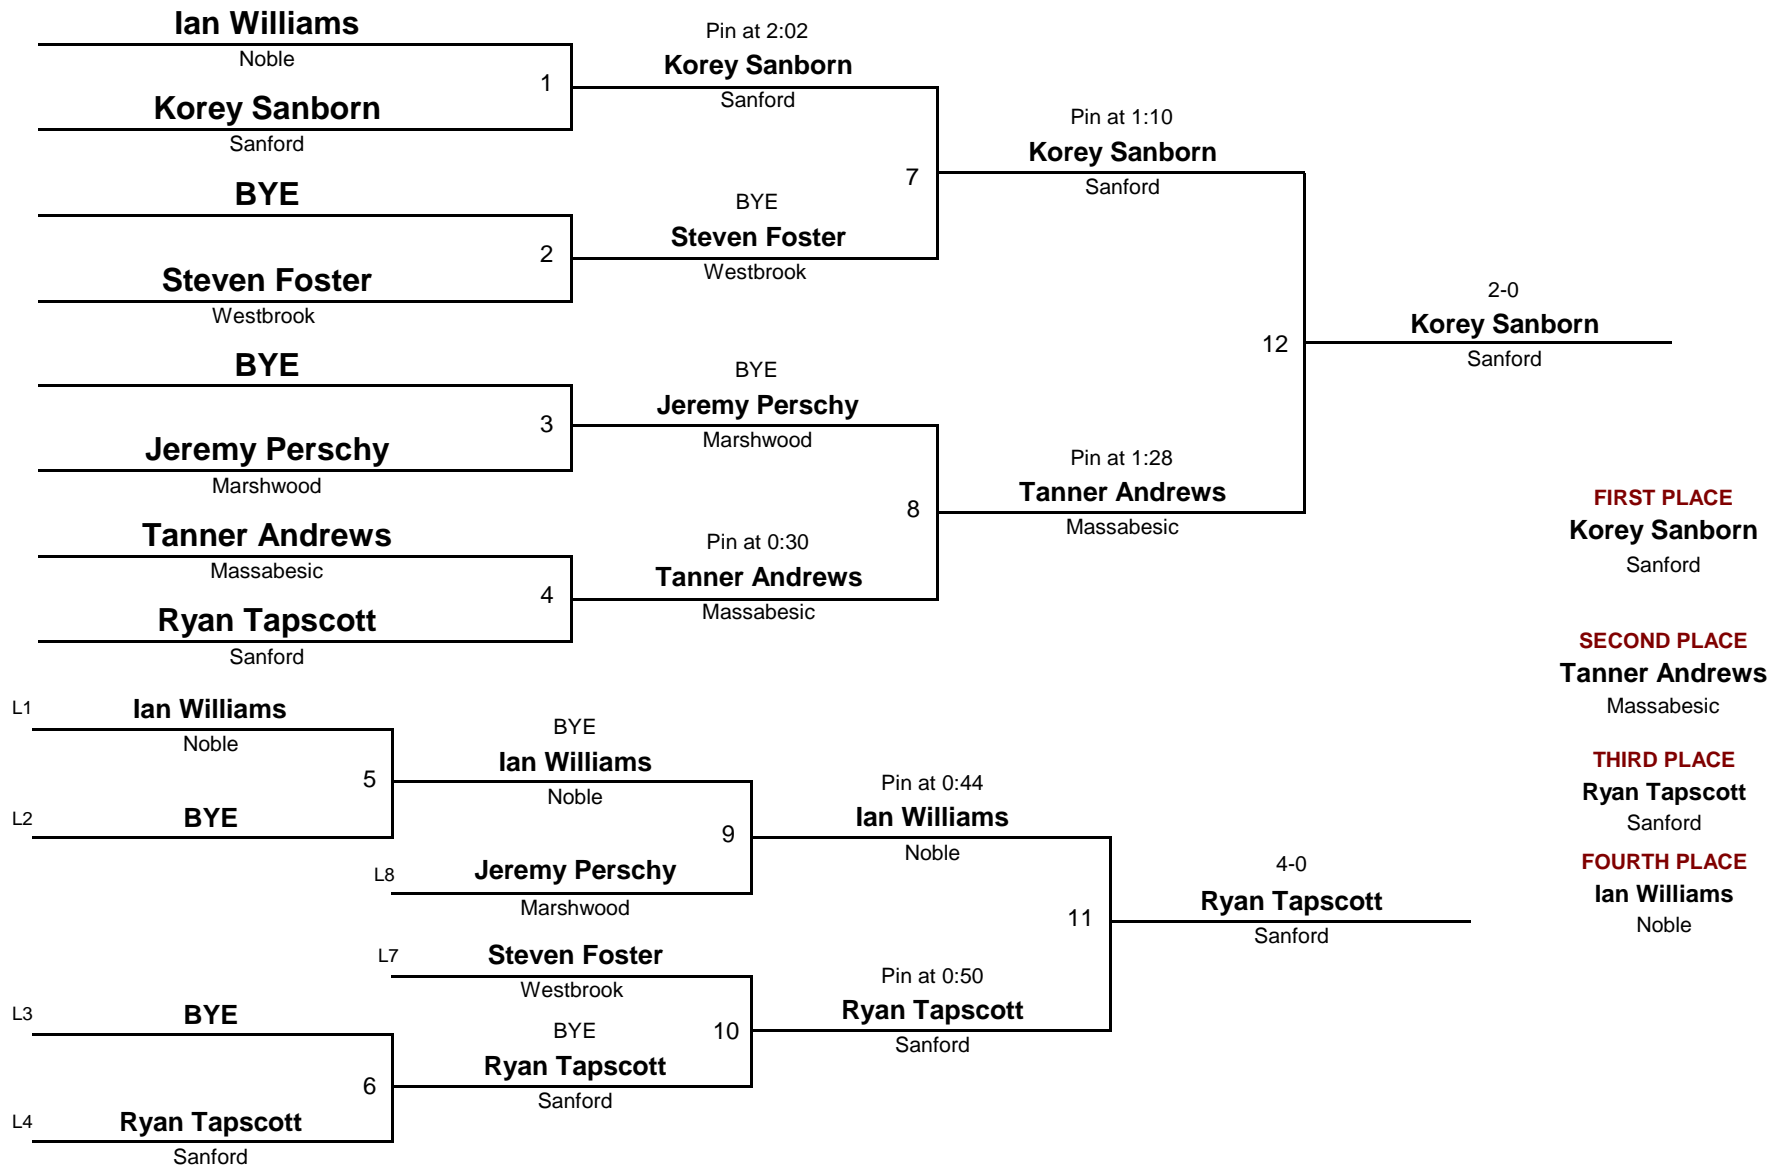 Ian Williams
Noble
1
Korey Sanborn
Sanford
BYE
2
Steven Foster
Westbrook
BYE
3
Jeremy Perschy
Marshwood
Tanner Andrews
Massabesic
4
Ryan Tapscott
Sanford
Pin at 2:02
Korey Sanborn
Sanford
7
BYE
Steven Foster
Westbrook
BYE
Jeremy Perschy
Marshwood
8
Pin at 0:30
Tanner Andrews
Massabesic
Pin at 1:10
Korey Sanborn
Sanford
12
Pin at 1:28
Tanner Andrews
Massabesic
2-0
Korey Sanborn
Sanford
FIRST PLACE
Korey Sanborn
Sanford
SECOND PLACE
Tanner Andrews
Massabesic
THIRD PLACE
Ryan Tapscott
Sanford
FOURTH PLACE
Ian Williams
Noble
L1
Ian Williams
Noble
5
L2
BYE
L3
BYE
6
L4
Ryan Tapscott
Sanford
BYE
Ian Williams
Noble
9
L8
Jeremy Perschy
Marshwood
L7
Steven Foster
Westbrook
10
BYE
Ryan Tapscott
Sanford
Pin at 0:44
Ian Williams
Noble
11
Pin at 0:50
Ryan Tapscott
Sanford
4-0
Ryan Tapscott
Sanford